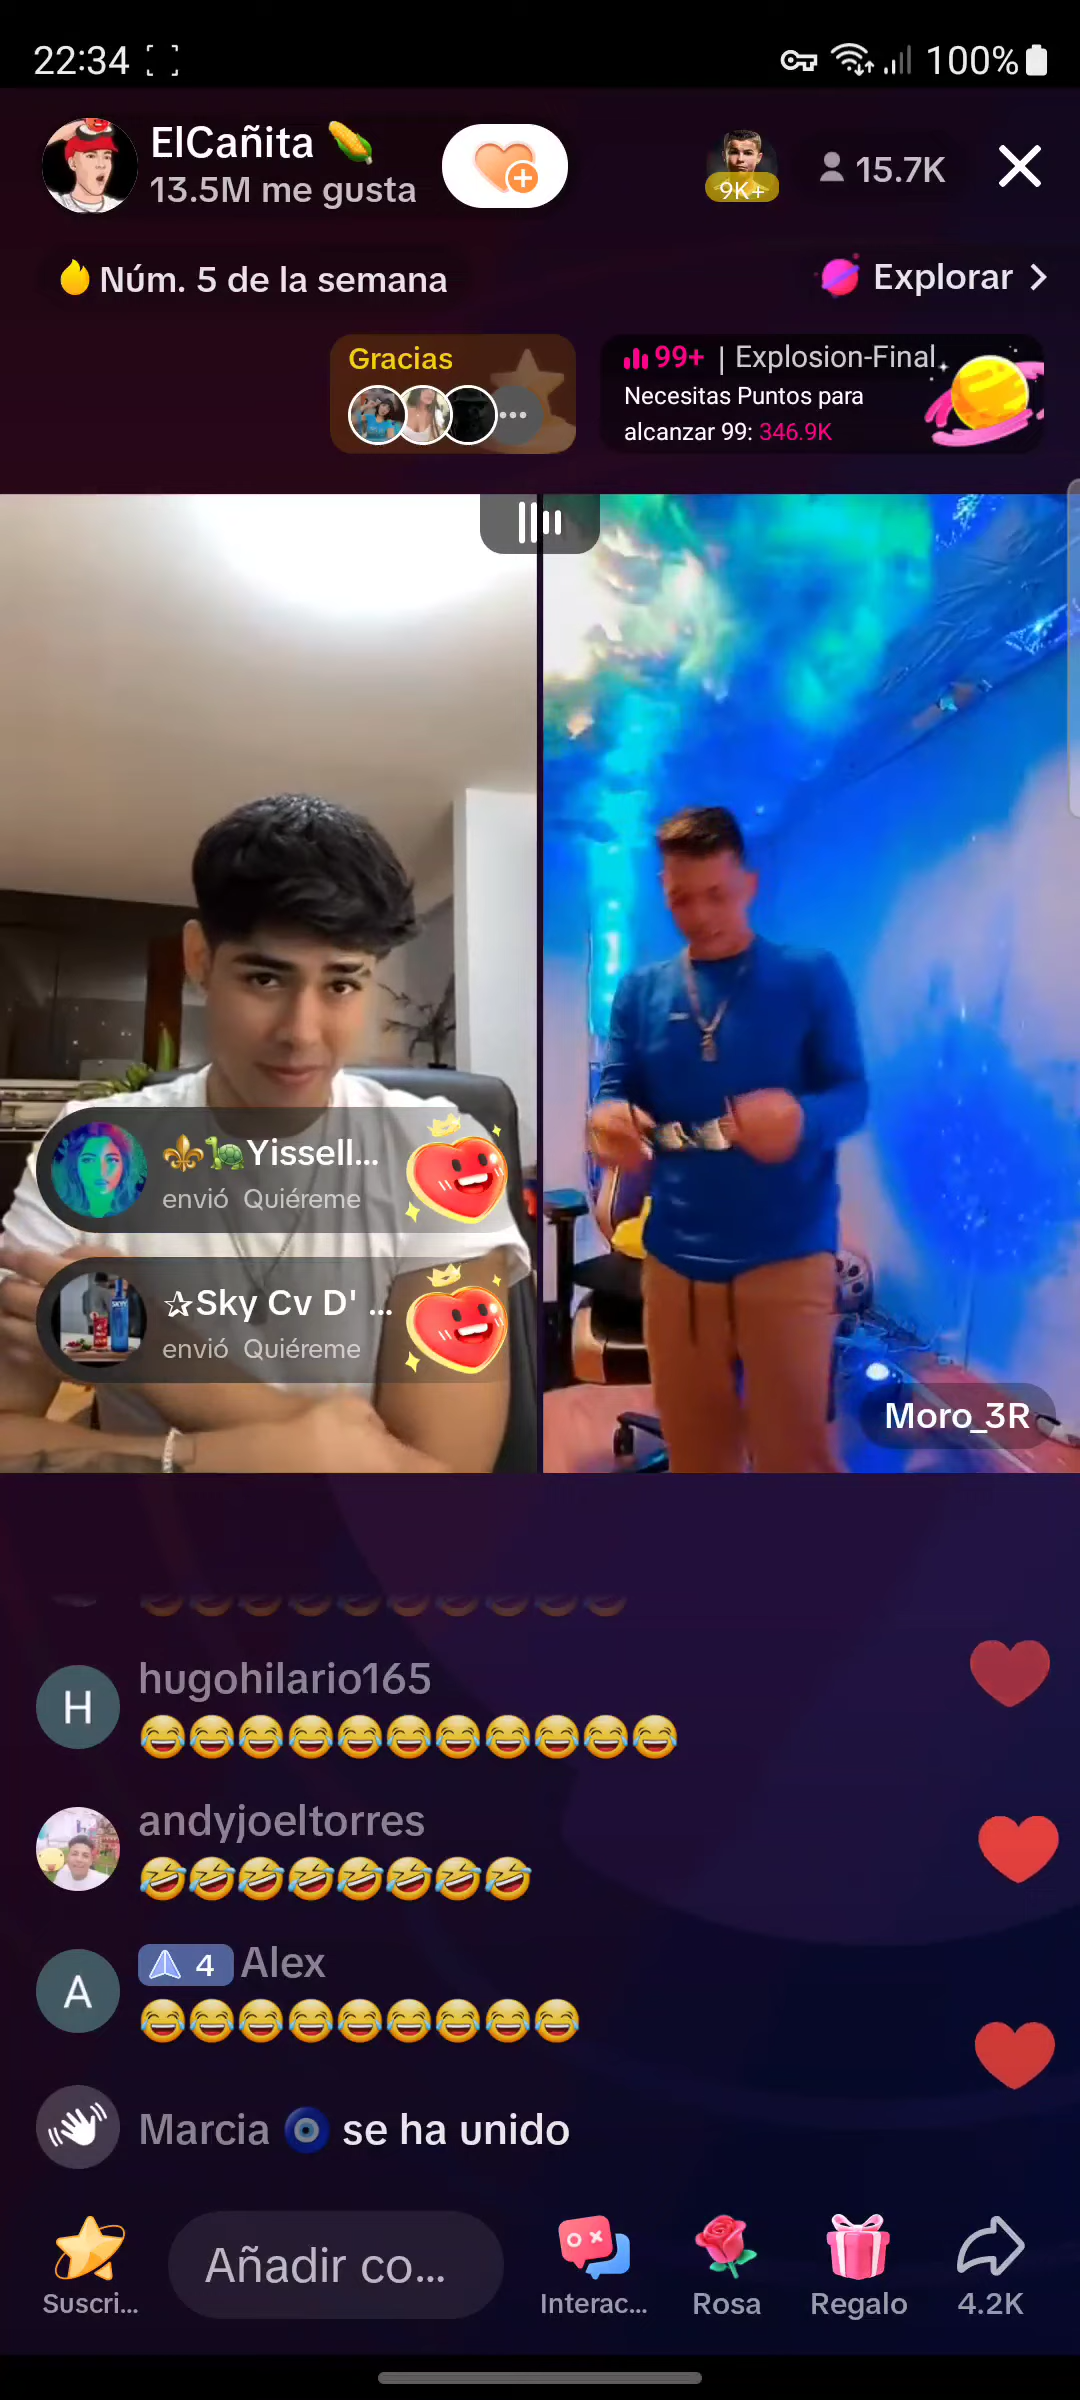 22:34
100%
ElCañita 🌽
13.5M me gusta
9K+
15.7K
Núm. 5 de la semana
Explorar
Gracias
99+ | Explosion-Final
Necesitas Puntos para
alcanzar 99: 346.9K
⚜️🐢Yissell...
envió Quiéreme
✰Sky Cv D' ...
envió Quiéreme
Moro_3R
H
hugohilario165
😂😂😂😂😂😂😂😂😂😂😂
andyjoeltorres
🤣🤣🤣🤣🤣🤣🤣🤣
A
4 Alex
😂😂😂😂😂😂😂😂😂
Marcia 🧿 se ha unido
Añadir co...
Suscri...
Interac...
Rosa
Regalo
4.2K